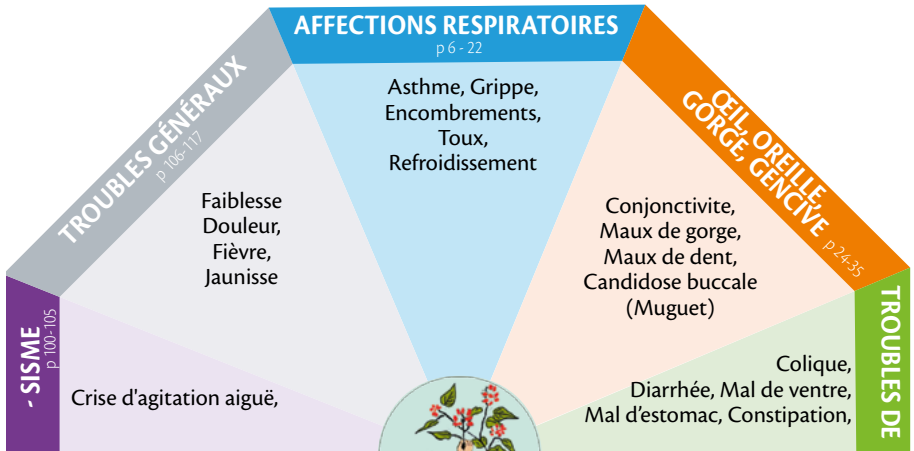 AFFECTIONS RESPIRATOIRES
p 6 - 22
Asthme, Grippe,
Encombrements,
Toux,
Refroidissement
TROUBLES GÉNÉRAUX
p 106-117
Faiblesse
Douleur,
Fièvre,
Jaunisse
ŒIL, OREILLE,
GORGE, GENCIVE
p 24-35
Conjonctivite,
Maux de gorge,
Maux de dent,
Candidose buccale
(Muguet)
- SISME
p 100-105
Crise d'agitation aiguë,
TROUBLES DE
Colique,
Diarrhée, Mal de ventre,
Mal d'estomac, Constipation,